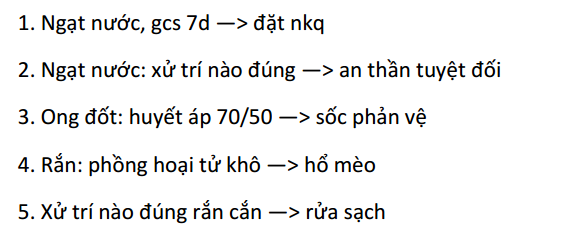 1. Ngạt nước, gcs 7đ —> đặt nkq
2. Ngạt nước: xử trí nào đúng —> an thần tuyệt đối
3. Ong đốt: huyết áp 70/50 —> sốc phản vệ
4. Rắn: phồng hoại tử khô —> hổ mèo
5. Xử trí nào đúng rắn cắn —> rửa sạch